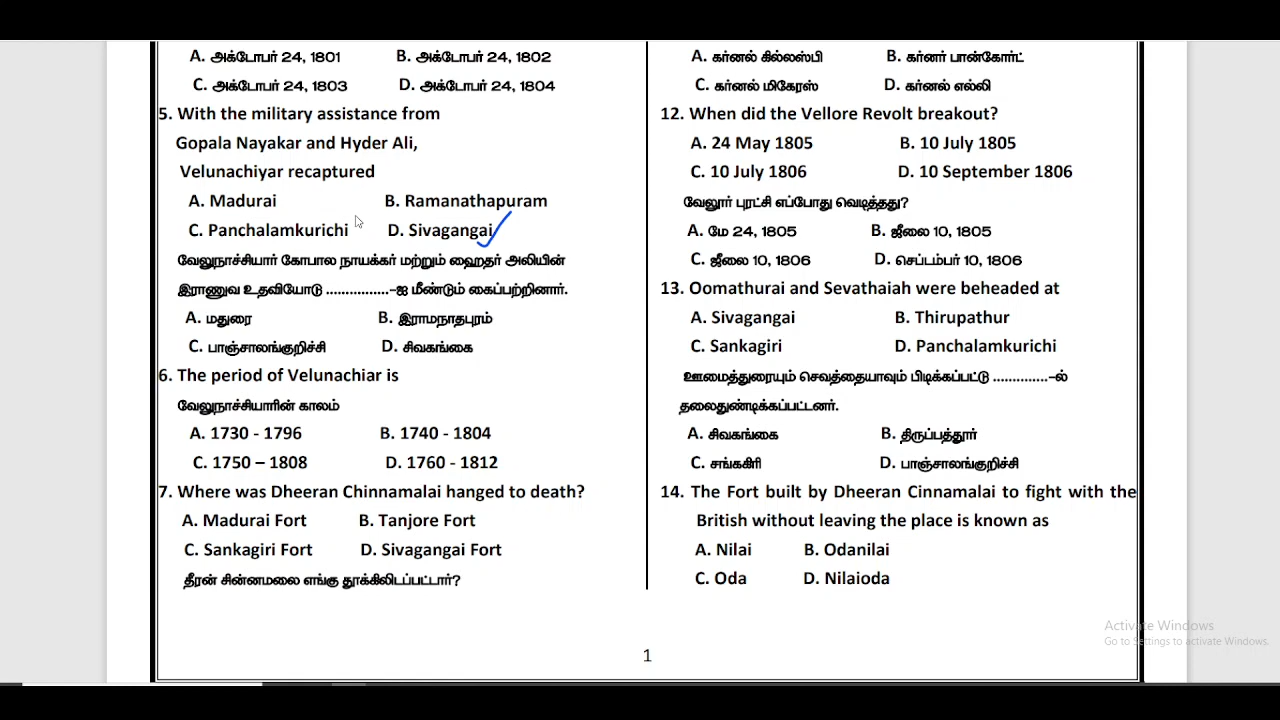 A. அக்டோபர் 24, 1801 B. அக்டோபர் 24, 1802
C. அக்டோபர் 24, 1803 D. அக்டோபர் 24, 1804
5. With the military assistance from
Gopala Nayakar and Hyder Ali,
Velunachiyar recaptured
A. Madurai B. Ramanathapuram
C. Panchalamkurichi D. Sivagangai
வேலுநாச்சியார் கோபால நாயக்கர் மற்றும் ஹைதர் அலியின்
இராணுவ உதவியோடு ................-ஐ மீண்டும் கைப்பற்றினார்.
A. மதுரை B. இராமநாதபுரம்
C. பாஞ்சாலங்குறிச்சி D. சிவகங்கை
6. The period of Velunachiar is
வேலுநாச்சியாரின் காலம்
A. 1730 - 1796 B. 1740 - 1804
C. 1750 – 1808 D. 1760 - 1812
7. Where was Dheeran Chinnamalai hanged to death?
A. Madurai Fort B. Tanjore Fort
C. Sankagiri Fort D. Sivagangai Fort
தீரன் சின்னமலை எங்கு தூக்கிலிடப்பட்டார்?
A. கர்னல் கில்லஸ்பி B. கர்னர் பான்கோர்ட்
C. கர்னல் மிகேரஸ் D. கர்னல் எல்லி
12. When did the Vellore Revolt breakout?
A. 24 May 1805 B. 10 July 1805
C. 10 July 1806 D. 10 September 1806
வேலூர் புரட்சி எப்போது வெடித்தது?
A. மே 24, 1805 B. ஜீலை 10, 1805
C. ஜீலை 10, 1806 D. செப்டம்பர் 10, 1806
13. Oomathurai and Sevathaiah were beheaded at
A. Sivagangai B. Thirupathur
C. Sankagiri D. Panchalamkurichi
ஊமைத்துரையும் செவத்தையாவும் பிடிக்கப்பட்டு ..............-ல்
தலைதுண்டிக்கப்பட்டனர்.
A. சிவகங்கை B. திருப்பத்தூர்
C. சங்ககிரி D. பாஞ்சாலங்குறிச்சி
14. The Fort built by Dheeran Cinnamalai to fight with the
British without leaving the place is known as
A. Nilai B. Odanilai
C. Oda D. Nilaioda
1
Activate Windows
Go to Settings to activate Windows.